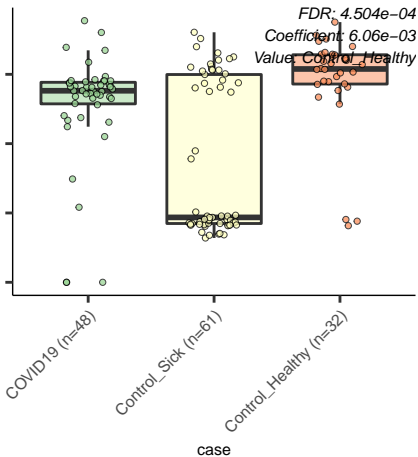 FDR: 4.504e−04
Coefficient: 6.06e−03
Value: Control_Healthy
COVID19 (n=48)
Control_Sick (n=61)
Control_Healthy (n=32)
case